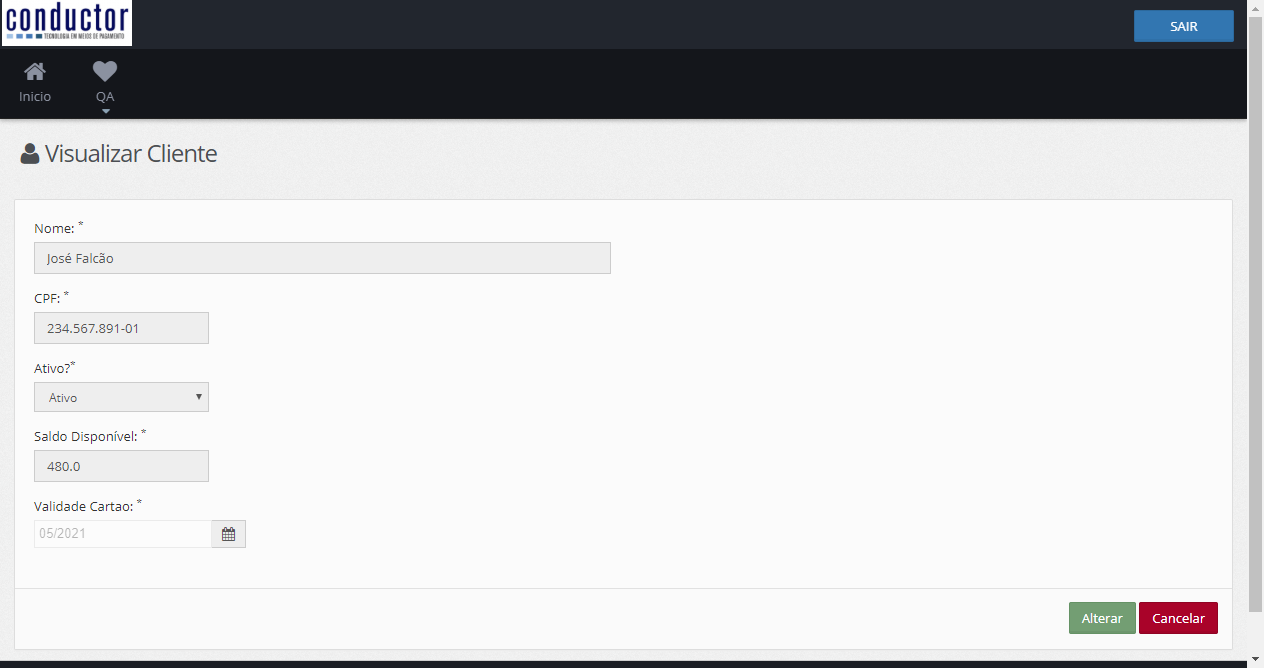 conductor
TECNOLOGIA EM MEIOS DE PAGAMENTO
SAIR
Inicio
QA
Visualizar Cliente
Nome: *
José Falcão
CPF: *
234.567.891-01
Ativo?*
Ativo
Saldo Disponível: *
480.0
Validade Cartao: *
05/2021
Alterar
Cancelar